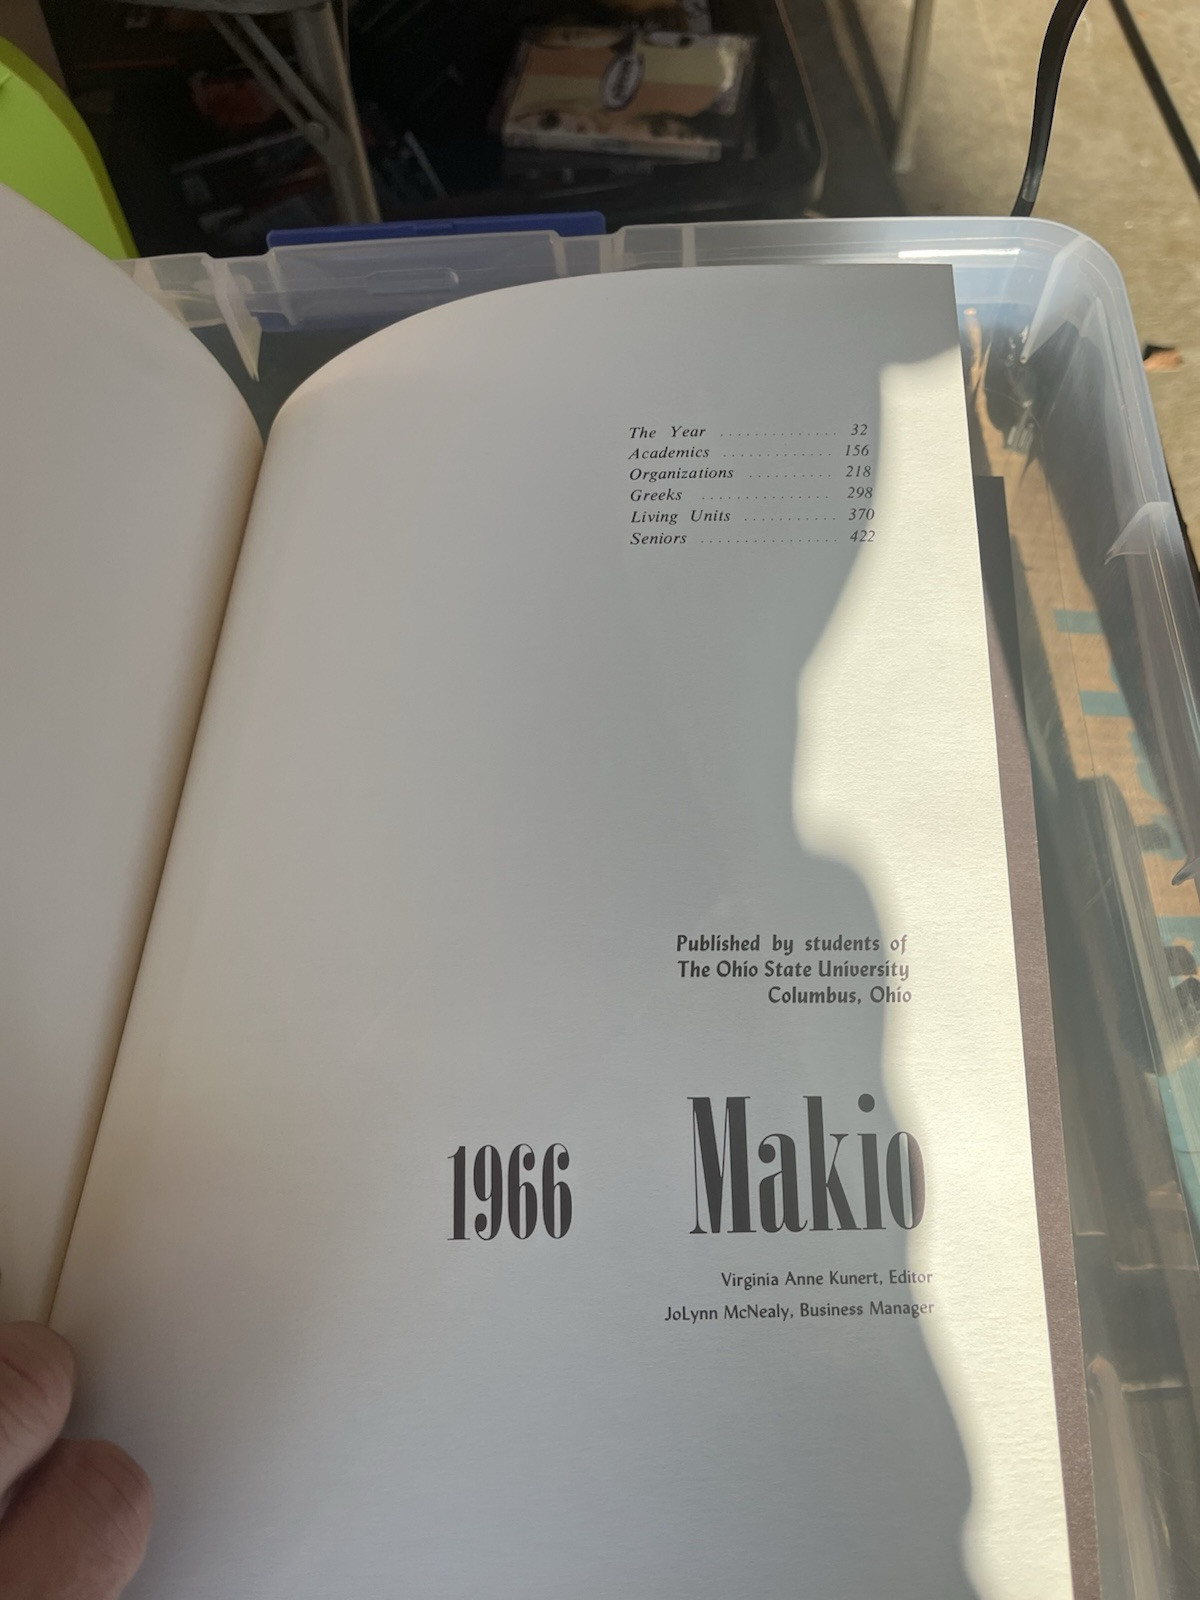 The Year .............. 32
Academics ............. 156
Organizations .......... 218
Greeks ............... 298
Living Units ........... 370
Seniors ................ 422
Published by students of
The Ohio State University
Columbus, Ohio
1966 Makio
Virginia Anne Kunert, Editor
JoLynn McNealy, Business Manager